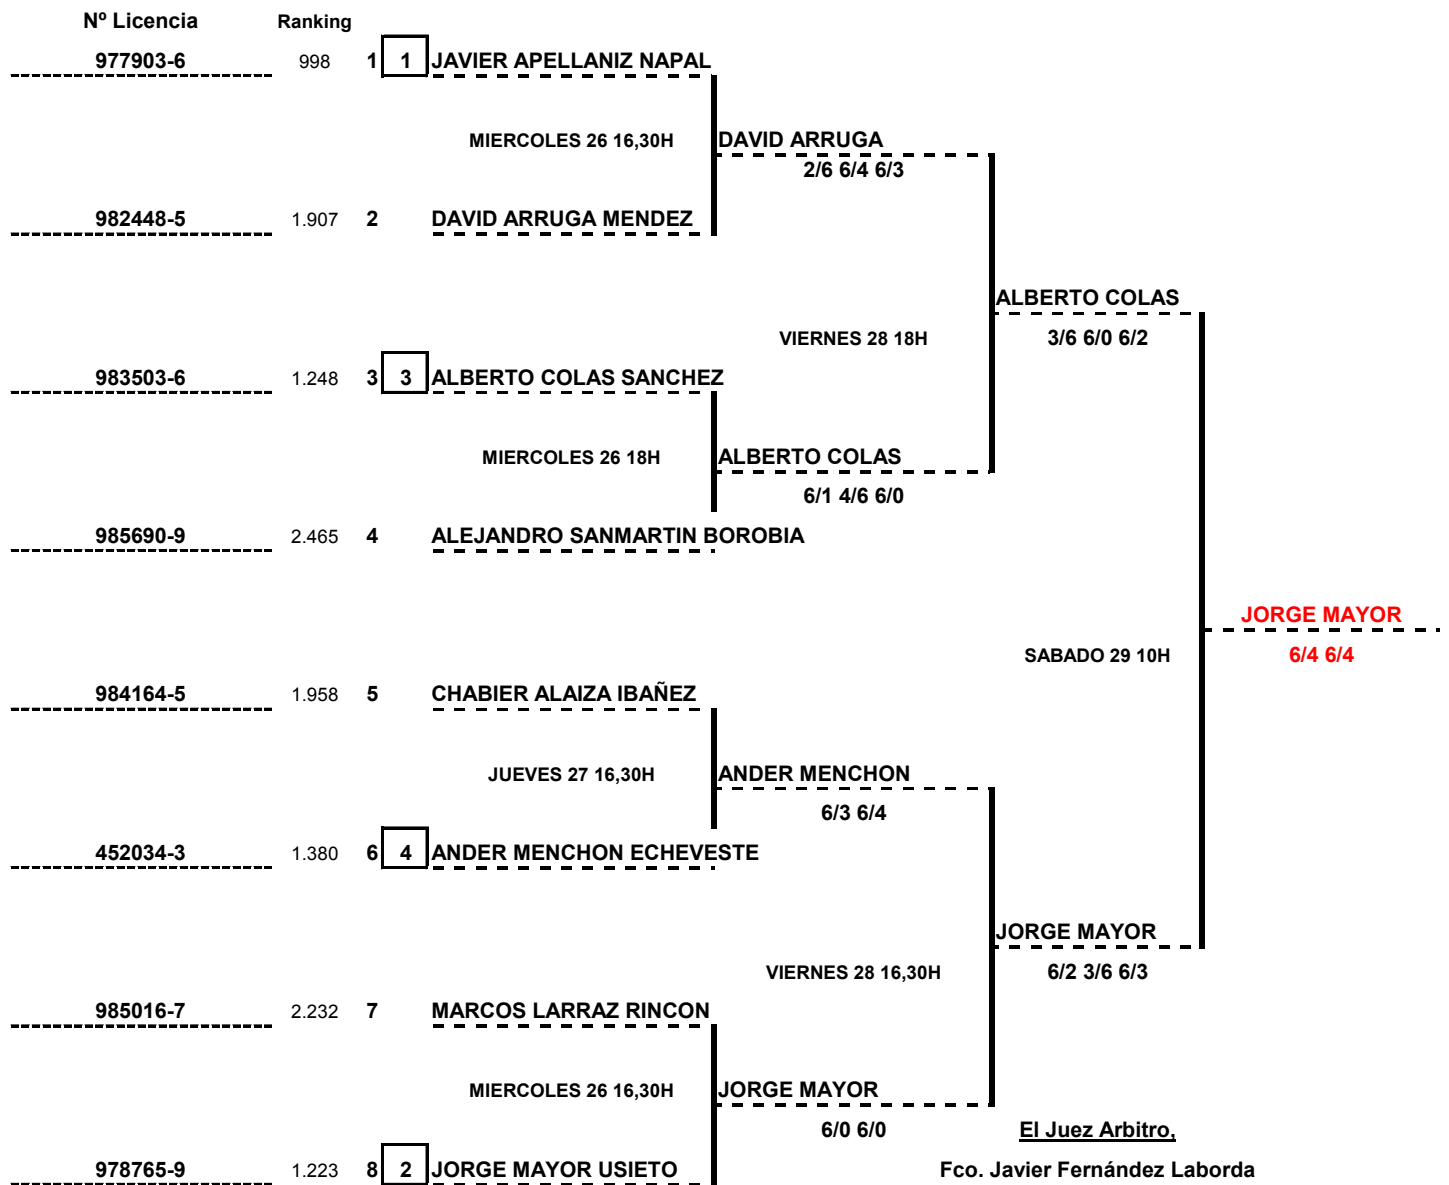 Nº Licencia Ranking
977903-6 998 1 1 JAVIER APELLANIZ NAPAL
MIERCOLES 26 16,30H DAVID ARRUGA
2/6 6/4 6/3
982448-5 1.907 2 DAVID ARRUGA MENDEZ
ALBERTO COLAS
VIERNES 28 18H 3/6 6/0 6/2
983503-6 1.248 3 3 ALBERTO COLAS SANCHEZ
MIERCOLES 26 18H ALBERTO COLAS
6/1 4/6 6/0
985690-9 2.465 4 ALEJANDRO SANMARTIN BOROBIA
JORGE MAYOR
SABADO 29 10H 6/4 6/4
984164-5 1.958 5 CHABIER ALAIZA IBAÑEZ
JUEVES 27 16,30H ANDER MENCHON
6/3 6/4
452034-3 1.380 6 4 ANDER MENCHON ECHEVESTE
JORGE MAYOR
VIERNES 28 16,30H 6/2 3/6 6/3
985016-7 2.232 7 MARCOS LARRAZ RINCON
MIERCOLES 26 16,30H JORGE MAYOR
6/0 6/0 El Juez Arbitro,
978765-9 1.223 8 2 JORGE MAYOR USIETO Fco. Javier Fernández Laborda